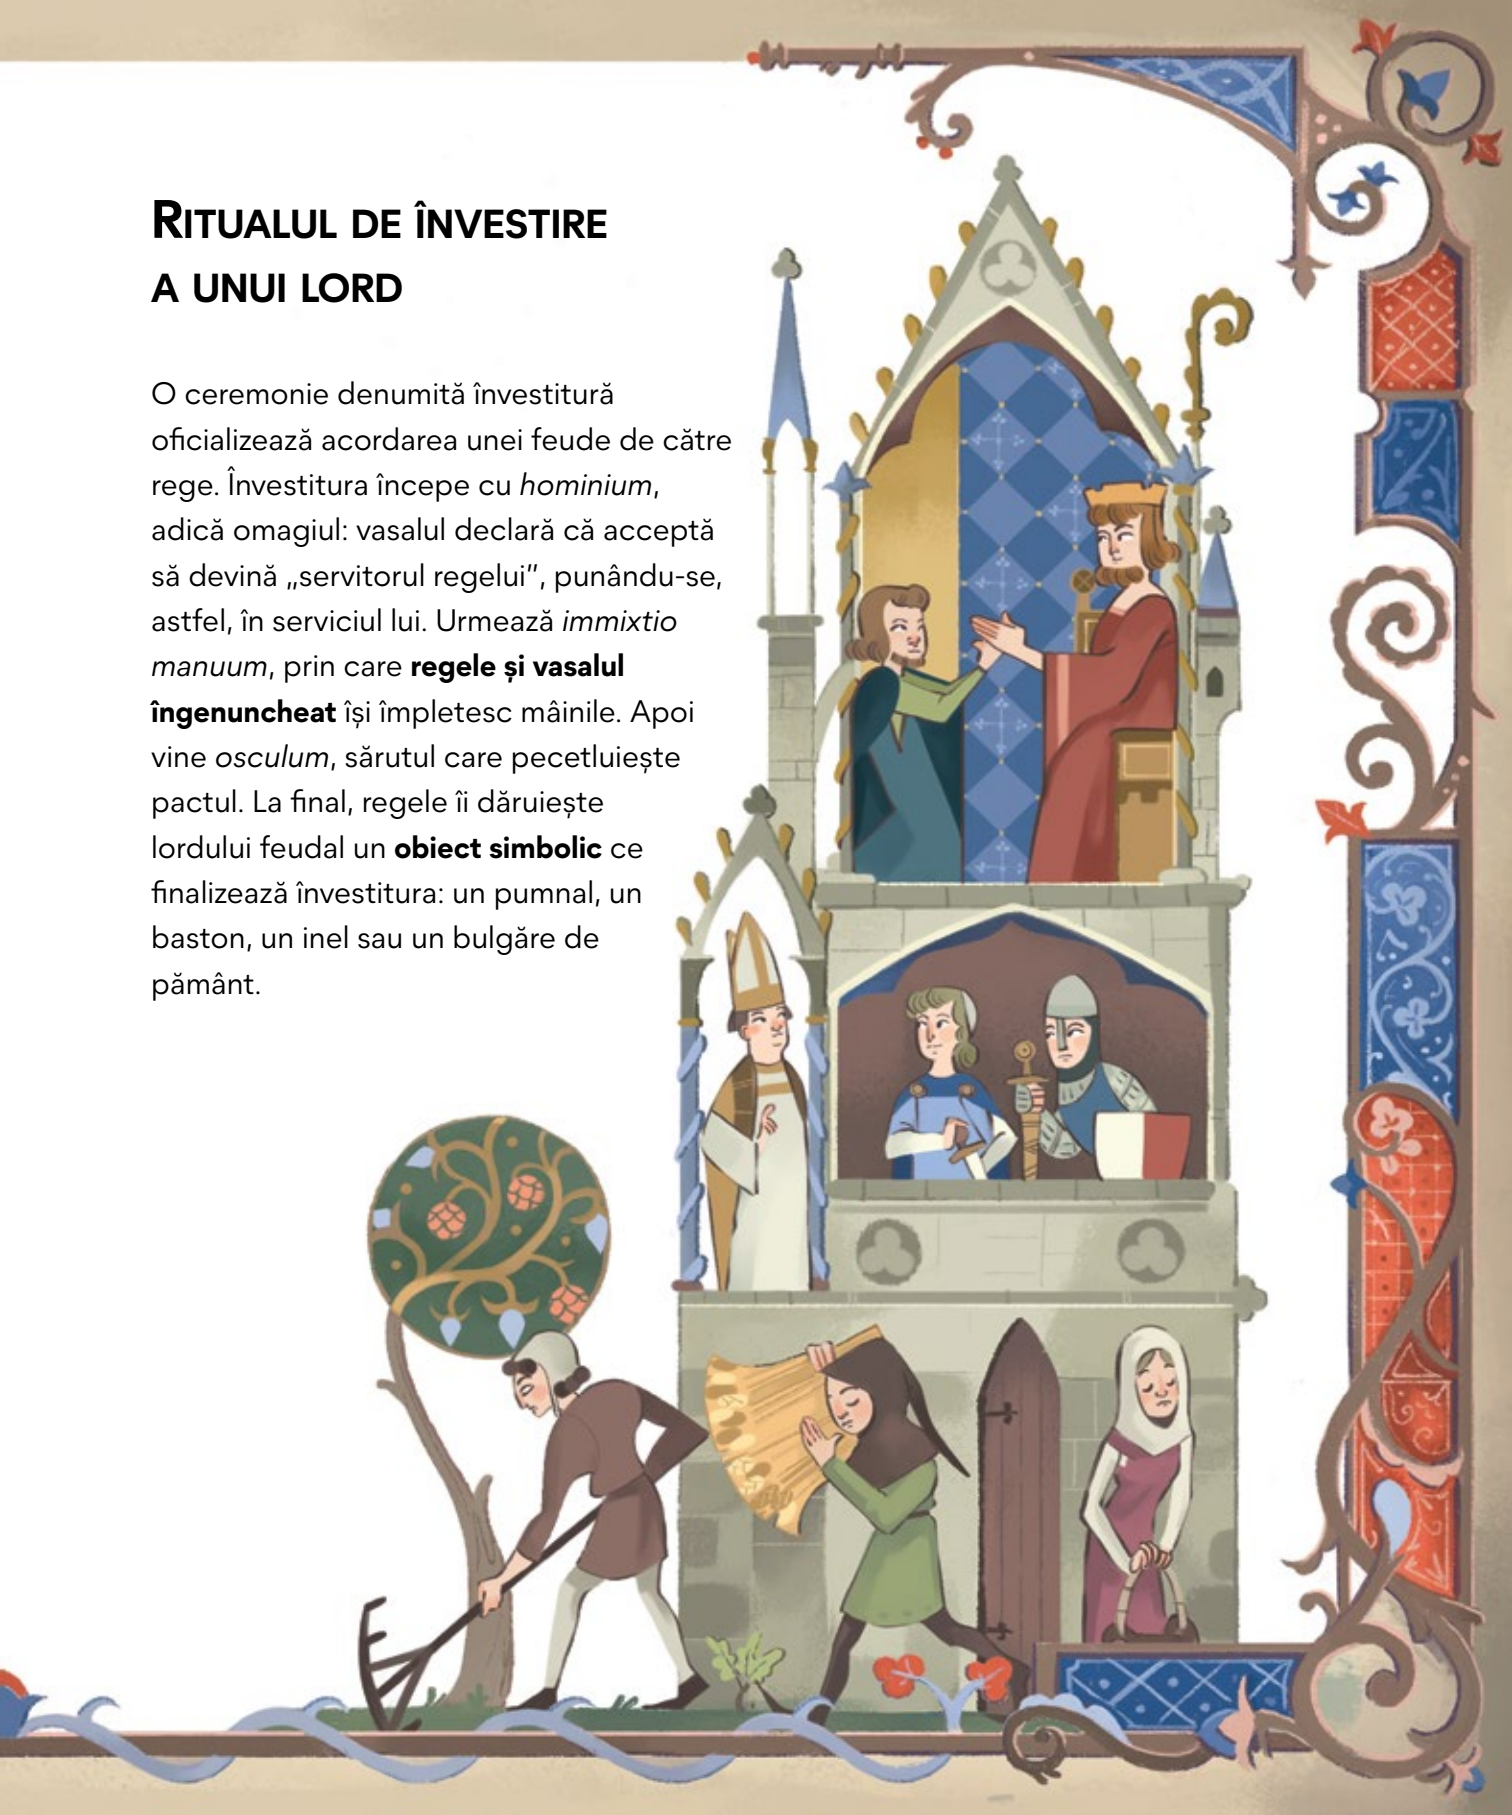 RITUALUL DE ÎNVESTIRE
A UNUI LORD
O ceremonie denumită învestitură
oficializează acordarea unei feude de către
rege. Învestitura începe cu hominium,
adică omagiul: vasalul declară că acceptă
să devină „servitorul regelui”, punându-se,
astfel, în serviciul lui. Urmează immixtio
manuum, prin care regele și vasalul
îngenuncheat își împletesc mâinile. Apoi
vine osculum, sărutul care pecetluiește
pactul. La final, regele îi dăruiește
lordului feudal un obiect simbolic ce
finalizează învestitura: un pumnal, un
baston, un inel sau un bulgăre de
pământ.